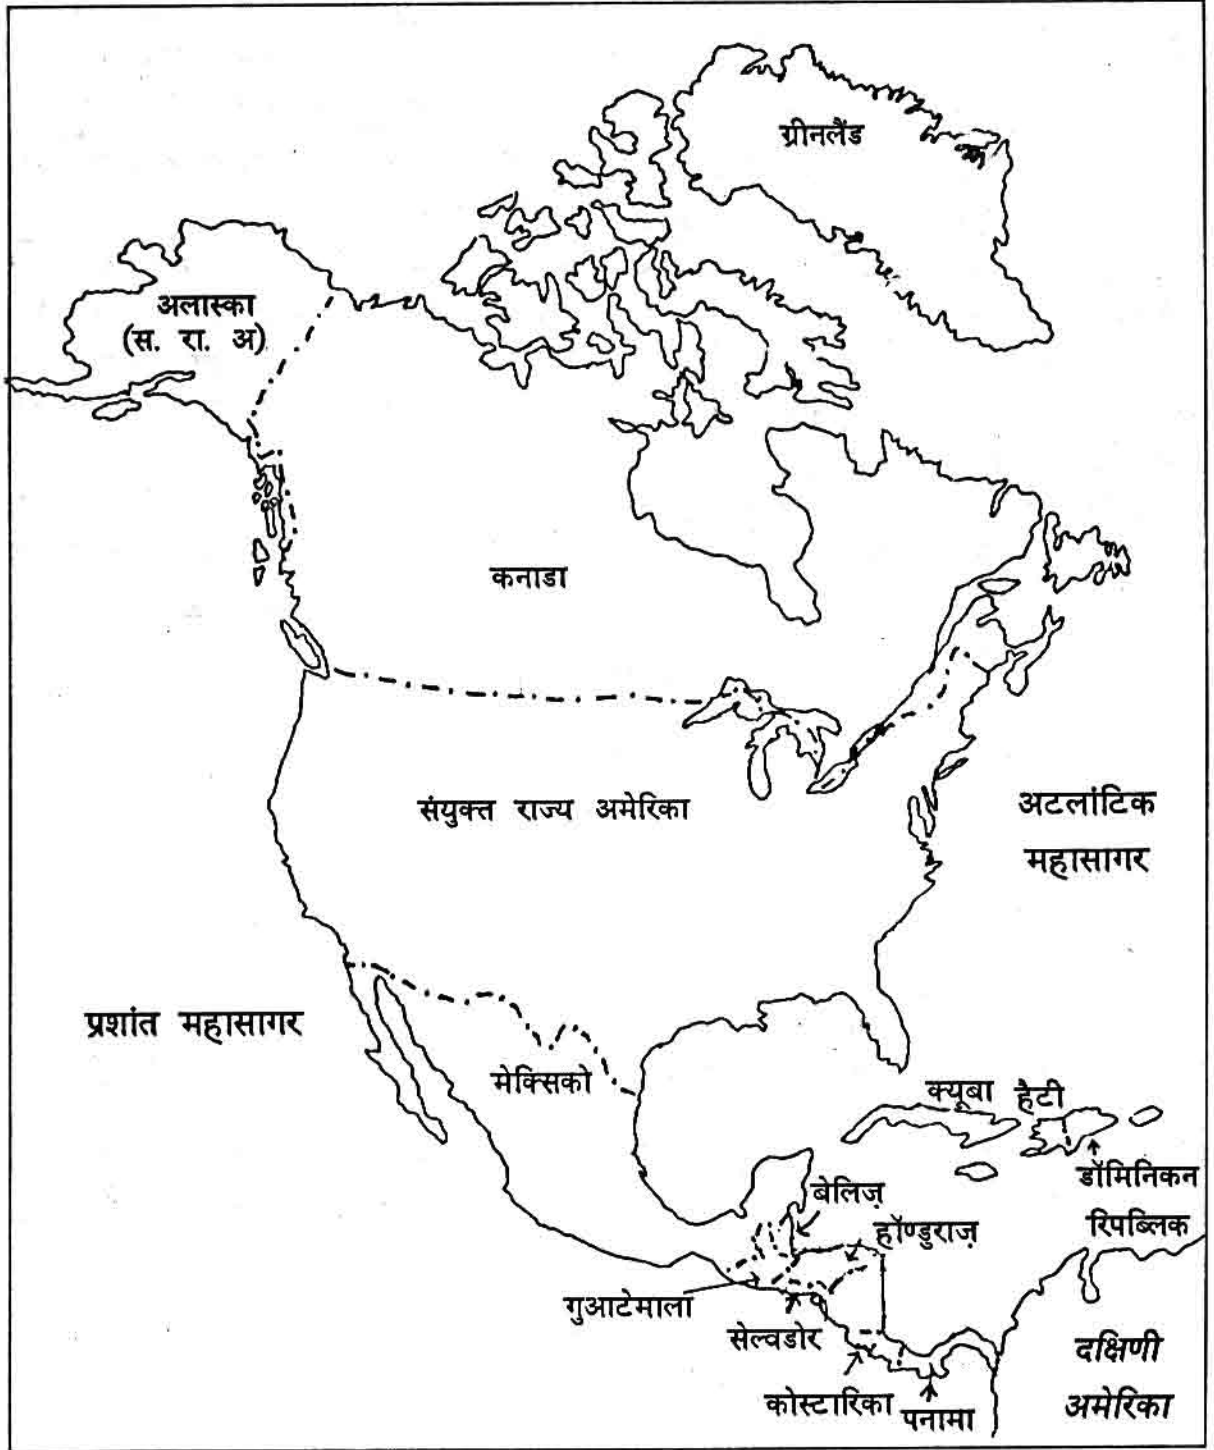 ग्रीनलैंड
अलास्का
(स. रा. अ)
कनाडा
संयुक्त राज्य अमेरिका
अटलांटिक
महासागर
प्रशांत महासागर
मेक्सिको
क्यूबा
हैटी
डॉमिनिकन
रिपब्लिक
बेलिज़
हॉण्डुराज़
गुआटेमाला
सेल्वडोर
कोस्टारिका
पनामा
दक्षिणी
अमेरिका